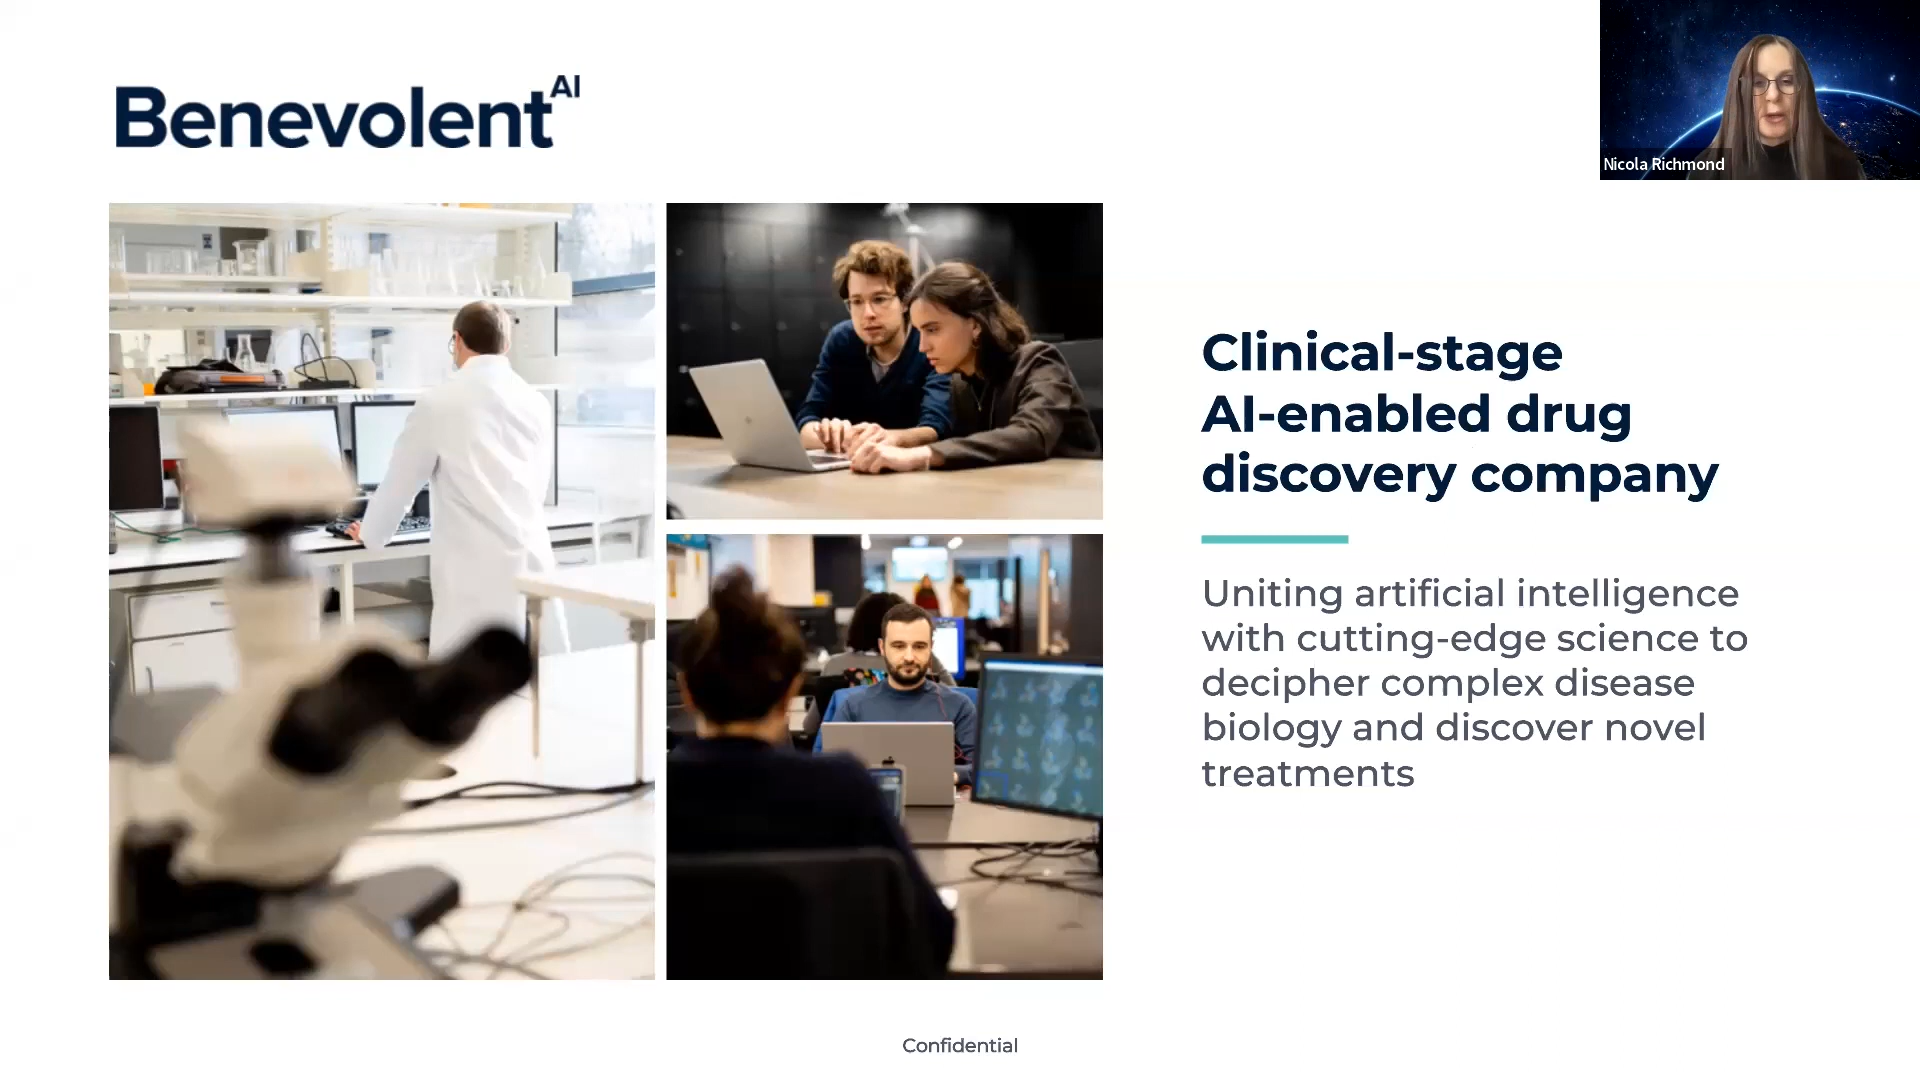 Benevolent AI
Nicola Richmond
Clinical-stage
AI-enabled drug
discovery company
Uniting artificial intelligence
with cutting-edge science to
decipher complex disease
biology and discover novel
treatments
Confidential